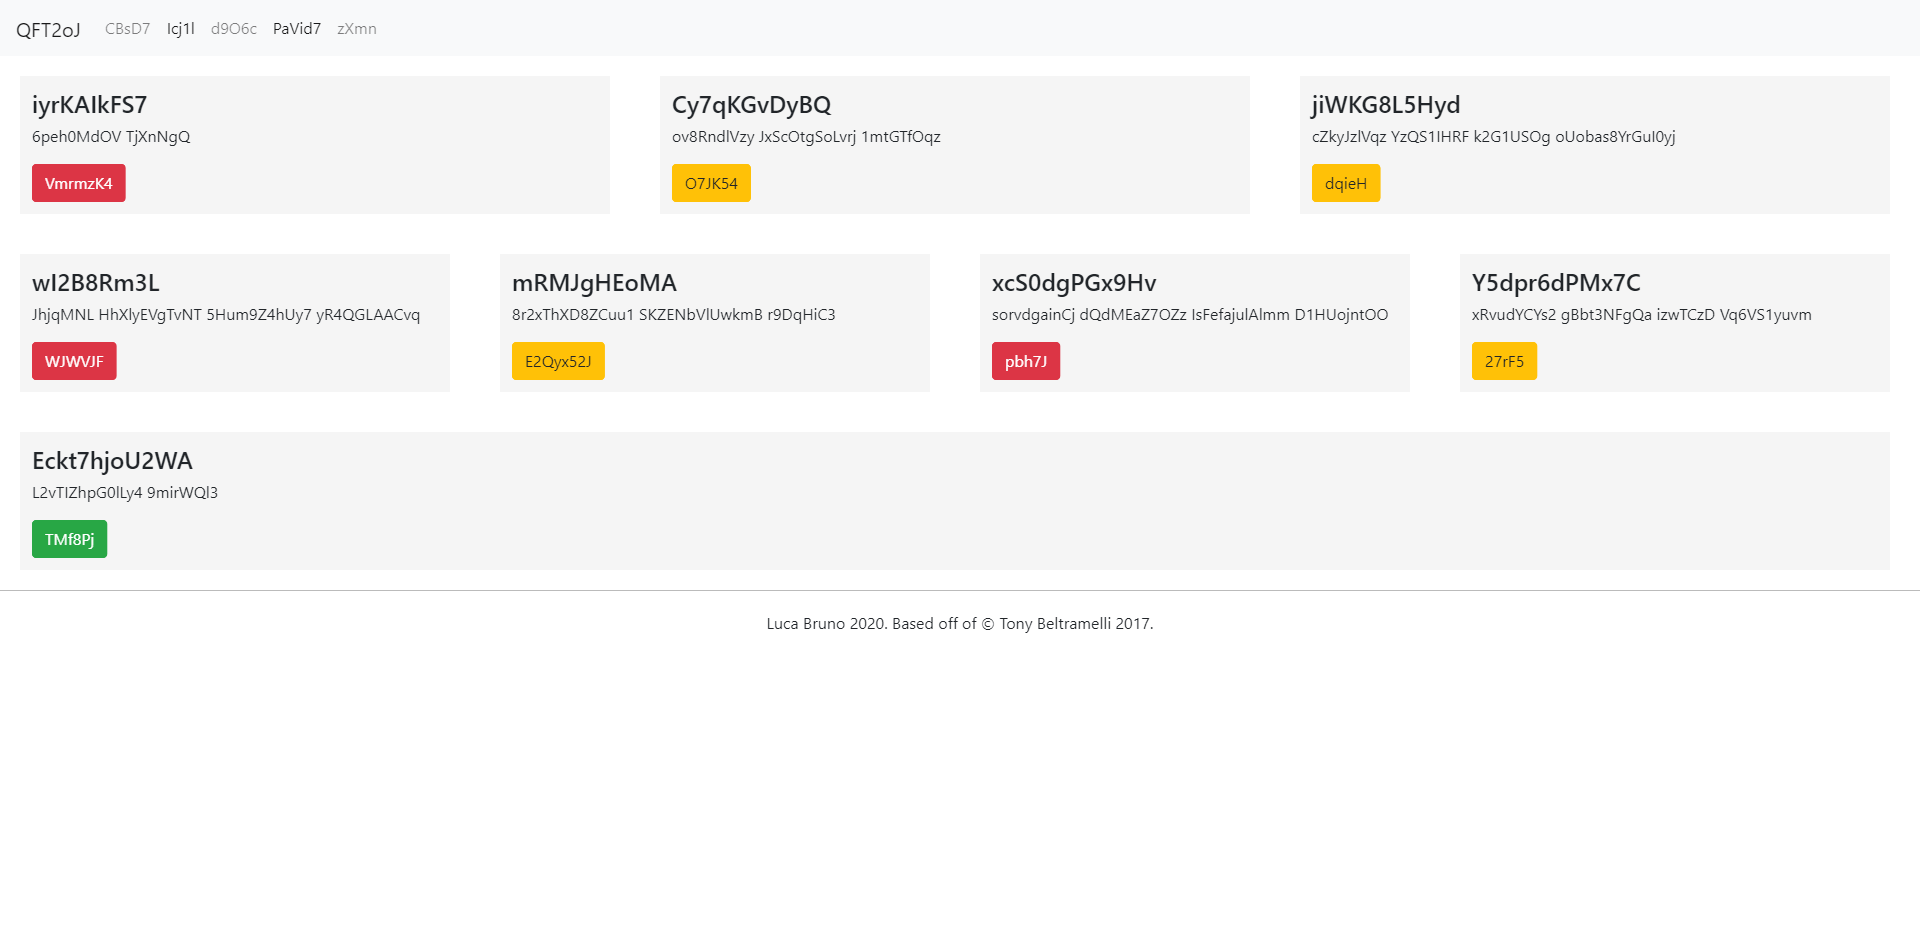 QFT2oJ CBsD7 Icj1l d9O6c PaVid7 zXmn
iyrKAIkFS7
6peh0MdOV TjXnNgQ
VmrmzK4
Cy7qKGvDyBQ
ov8RndlVzy JxScOtgSoLvrj 1mtGTfOqz
O7JK54
jiWKG8L5Hyd
cZkyJzlVqz YzQS1IHRF k2G1USOg oUobas8YrGuI0yj
dqieH
wI2B8Rm3L
JhjqMNL HhXlyEVgTvNT 5Hum9Z4hUy7 yR4QGLAACvq
WJWVJF
mRMJgHEoMA
8r2xThXD8ZCuu1 SKZENbVlUwkmB r9DqHiC3
E2Qyx52J
xcS0dgPGx9Hv
sorvdgainCj dQdMEaZ7OZz IsFefajulAlmm D1HUojntOO
pbh7J
Y5dpr6dPMx7C
xRvudYCYs2 gBbt3NFgQa izwTCzD Vq6VS1yuvm
27rF5
Eckt7hjoU2WA
L2vTIZhpG0lLy4 9mirWQl3
TMf8Pj
Luca Bruno 2020. Based off of © Tony Beltramelli 2017.